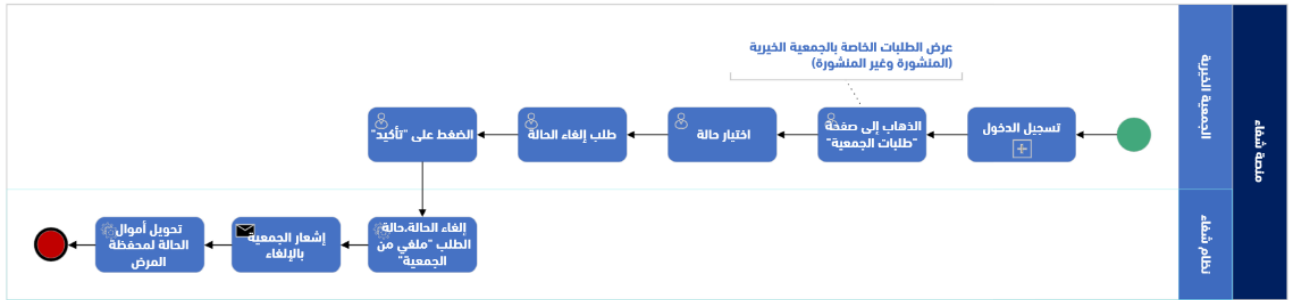 منصة شفاء
الجمعية الخيرية
عرض الطلبات الخاصة بالجمعية الخيرية
(المنشورة وغير المنشورة)
تسجيل الدخول
الذهاب إلى صفحة
"طلبات الجمعية"
اختيار حالة
طلب إلغاء الحالة
الضغط على "تأكيد"
نظام شفاء
إلغاء الحالة،حالة
الطلب "ملغي من
الجمعية"
إشعار الجمعية
بالإلغاء
تحويل أموال
الحالة لمحفظة
المرض